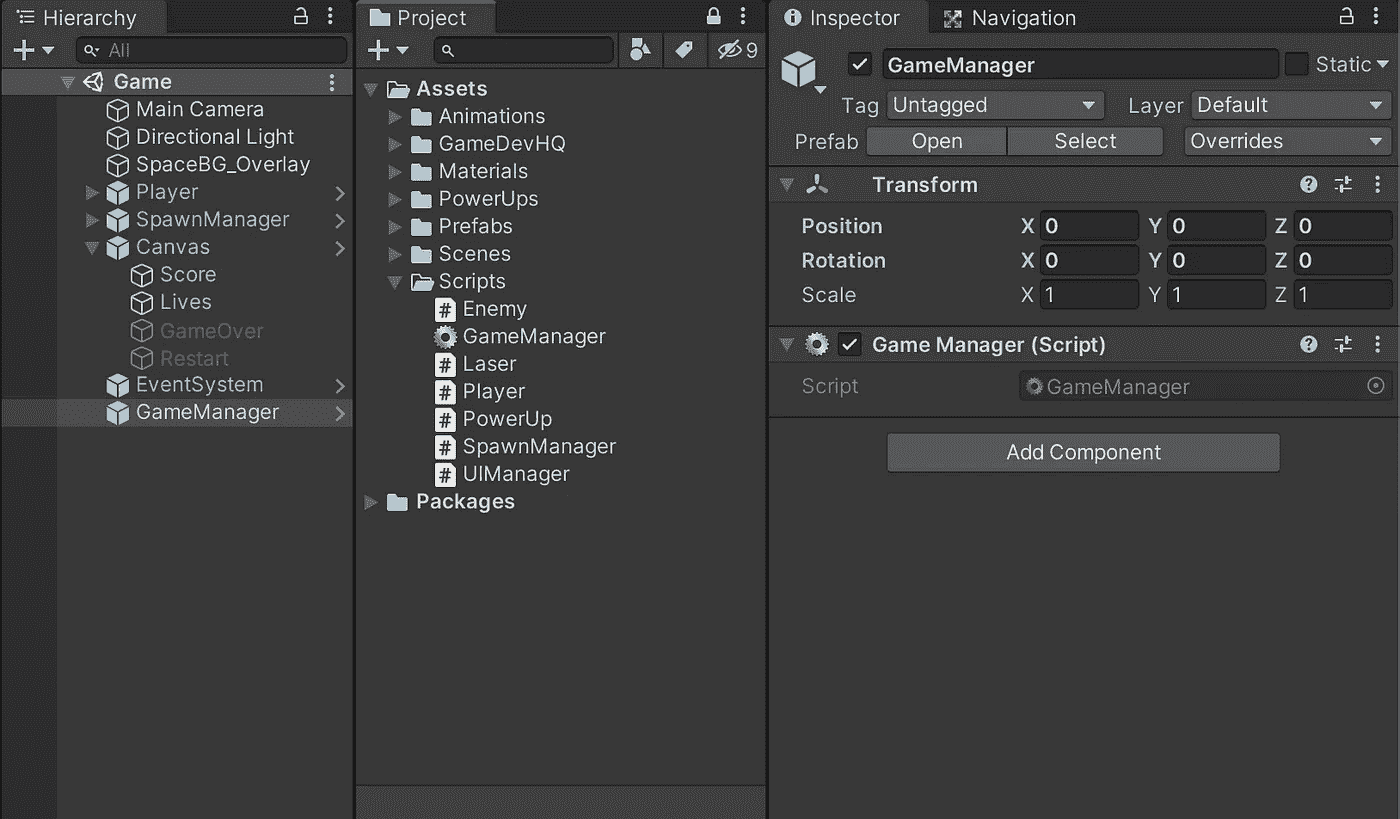 Hierarchy
All
Game
Main Camera
Directional Light
SpaceBG_Overlay
Player
SpawnManager
Canvas
Score
Lives
GameOver
Restart
EventSystem
GameManager
Project
9
Assets
Animations
GameDevHQ
Materials
PowerUps
Prefabs
Scenes
Scripts
# Enemy
GameManager
# Laser
# Player
# PowerUp
# SpawnManager
# UIManager
Packages
Inspector Navigation
GameManager Static
Tag Untagged Layer Default
Prefab Open Select Overrides
Transform
Position X 0 Y 0 Z 0
Rotation X 0 Y 0 Z 0
Scale X 1 Y 1 Z 1
Game Manager (Script)
Script GameManager
Add Component